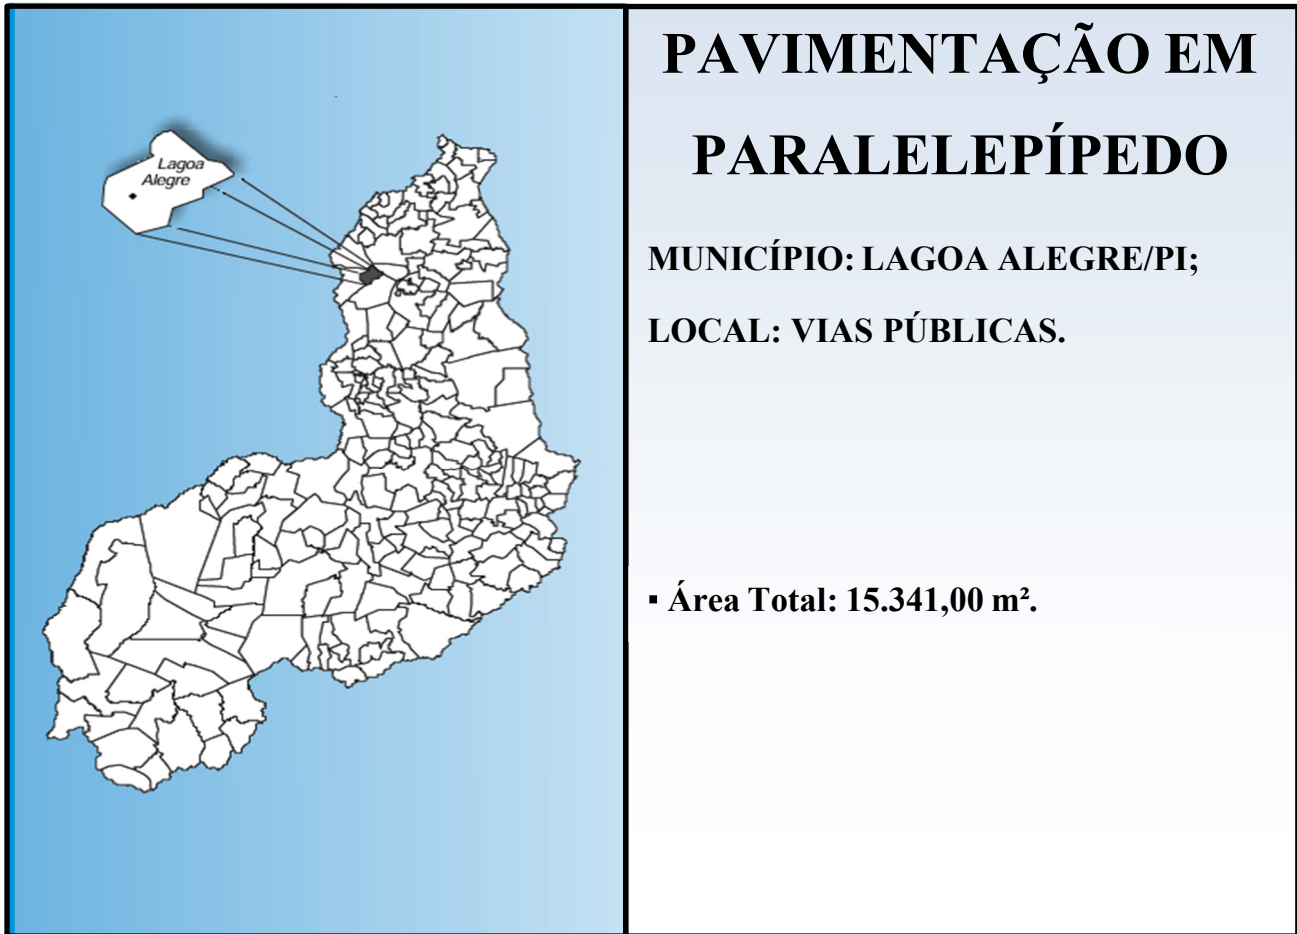 Lagoa
Alegre
PAVIMENTAÇÃO EM
PARALELEPÍPEDO
MUNICÍPIO: LAGOA ALEGRE/PI;
LOCAL: VIAS PÚBLICAS.
▪ Área Total: 15.341,00 m².